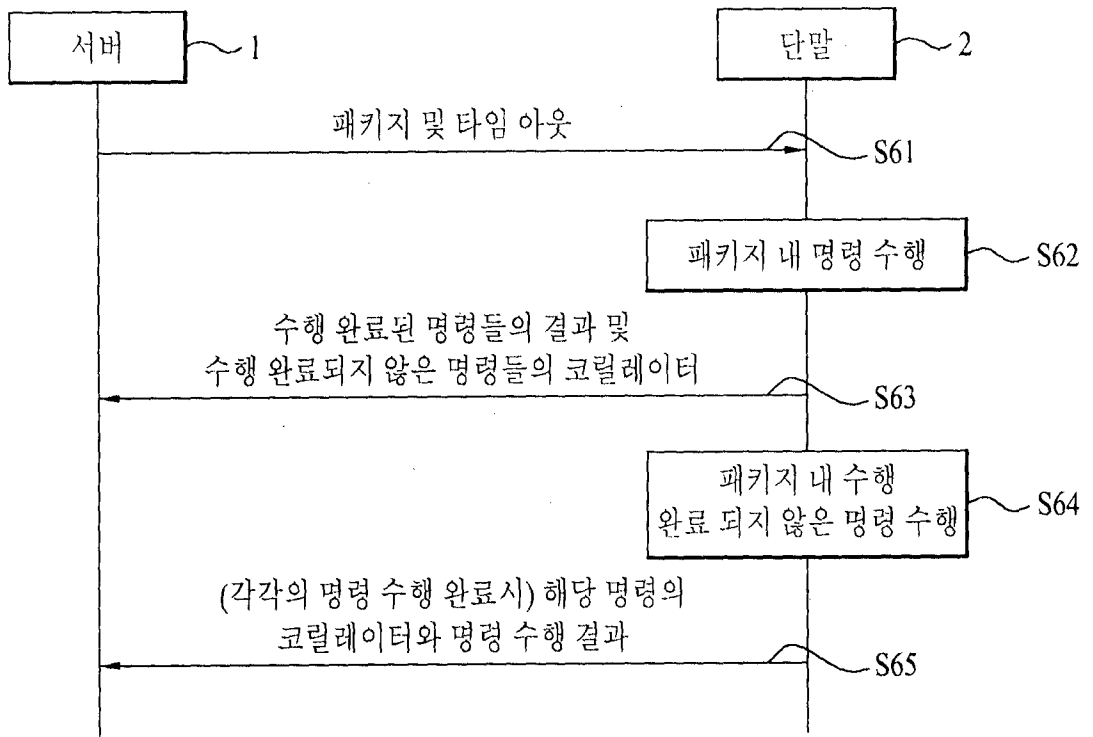 서버 1
단말 2
패키지 및 타임 아웃
S61
패키지 내 명령 수행 S62
수행 완료된 명령들의 결과 및
수행 완료되지 않은 명령들의 코릴레이터
S63
패키지 내 수행
완료 되지않은 명령 수행
S64
(각각의 명령 수행 완료시) 해당 명령의
코릴레이터와 명령 수행 결과
S65